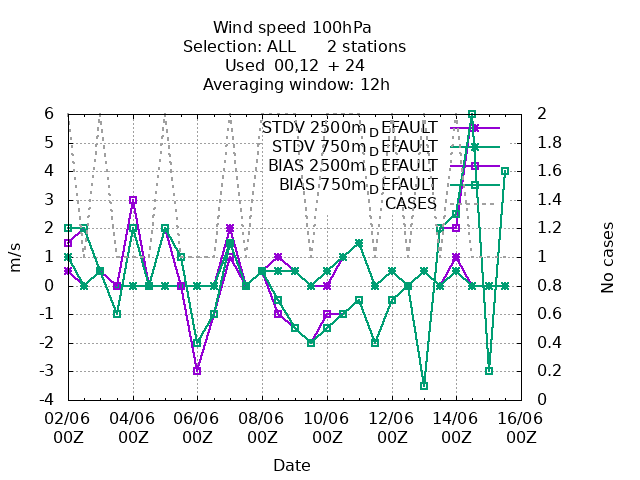 Wind speed 100hPa
Selection: ALL 2 stations
Used 00,12 + 24
Averaging window: 12h
STDV 2500m_DEFAULT
STDV 750m_DEFAULT
BIAS 2500m_DEFAULT
BIAS 750m_DEFAULT
CASES
6
5
4
3
2
1
0
-1
-2
-3
-4
m/s
2
1.8
1.6
1.4
1.2
1
0.8
0.6
0.4
0.2
0
No cases
02/06 04/06 06/06 08/06 10/06 12/06 14/06 16/06
00Z 00Z 00Z 00Z 00Z 00Z 00Z 00Z
Date